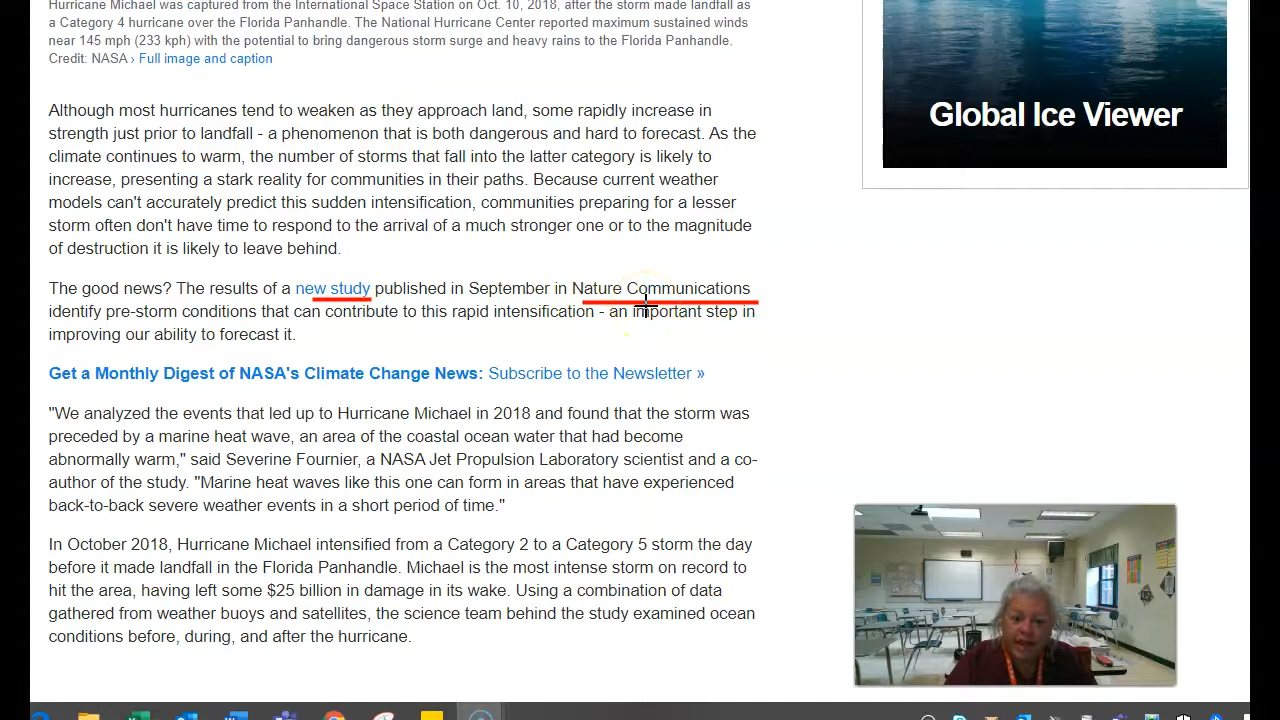 Hurricane Michael was captured from the International Space Station on Oct. 10, 2018, after the storm made landfall as
a Category 4 hurricane over the Florida Panhandle. The National Hurricane Center reported maximum sustained winds
near 145 mph (233 kph) with the potential to bring dangerous storm surge and heavy rains to the Florida Panhandle.
Credit: NASA › Full image and caption
Although most hurricanes tend to weaken as they approach land, some rapidly increase in
strength just prior to landfall - a phenomenon that is both dangerous and hard to forecast. As the
climate continues to warm, the number of storms that fall into the latter category is likely to
increase, presenting a stark reality for communities in their paths. Because current weather
models can't accurately predict this sudden intensification, communities preparing for a lesser
storm often don't have time to respond to the arrival of a much stronger one or to the magnitude
of destruction it is likely to leave behind.
The good news? The results of a new study published in September in Nature Communications
identify pre-storm conditions that can contribute to this rapid intensification - an important step in
improving our ability to forecast it.
Get a Monthly Digest of NASA's Climate Change News: Subscribe to the Newsletter »
"We analyzed the events that led up to Hurricane Michael in 2018 and found that the storm was
preceded by a marine heat wave, an area of the coastal ocean water that had become
abnormally warm," said Severine Fournier, a NASA Jet Propulsion Laboratory scientist and a co-
author of the study. "Marine heat waves like this one can form in areas that have experienced
back-to-back severe weather events in a short period of time."
In October 2018, Hurricane Michael intensified from a Category 2 to a Category 5 storm the day
before it made landfall in the Florida Panhandle. Michael is the most intense storm on record to
hit the area, having left some $25 billion in damage in its wake. Using a combination of data
gathered from weather buoys and satellites, the science team behind the study examined ocean
conditions before, during, and after the hurricane.
Global Ice Viewer